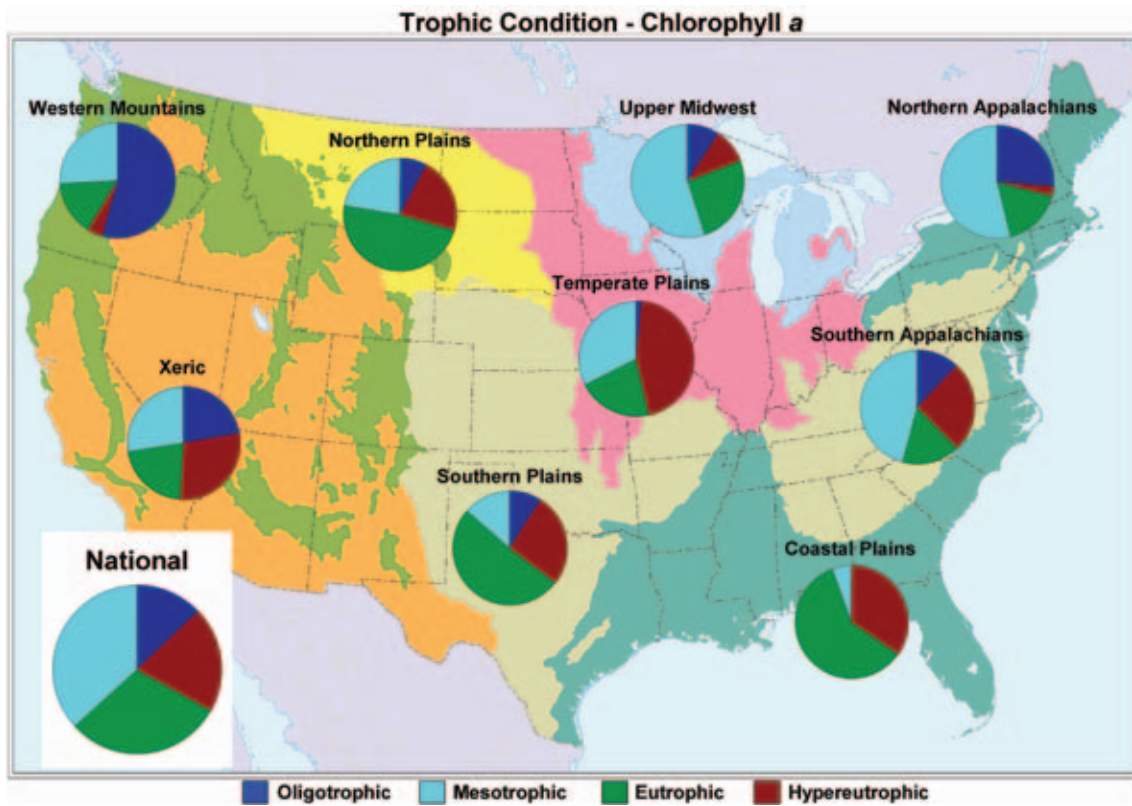 Trophic Condition - Chlorophyll a
Western Mountains
Upper Midwest
Northern Appalachians
Northern Plains
Temperate Plains
Southern Appalachians
Xeric
Southern Plains
Coastal Plains
National
Oligotrophic Mesotrophic Eutrophic Hypereutrophic